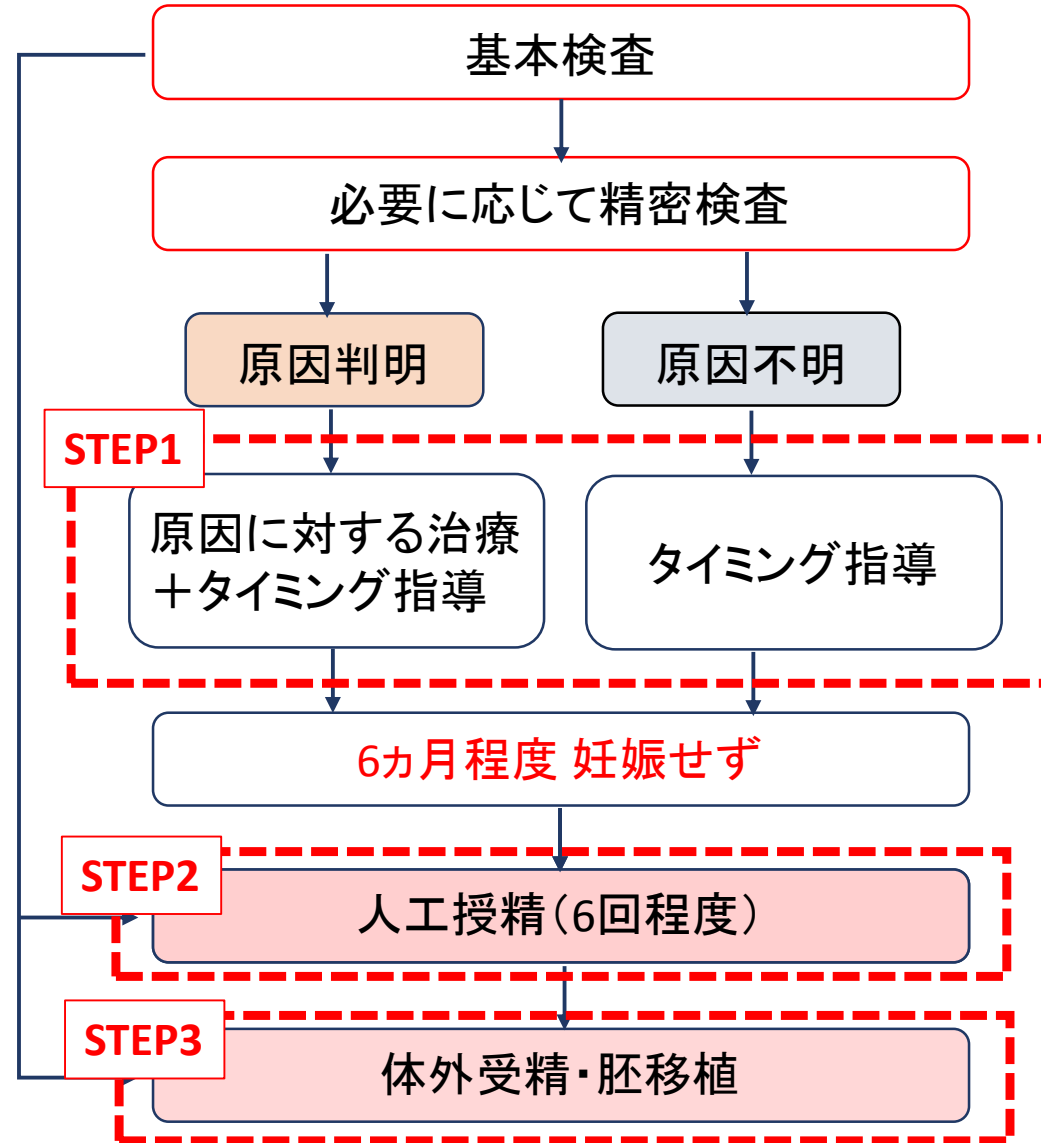 基本検査
必要に応じて精密検査
原因判明
原因不明
STEP1
原因に対する治療
＋タイミング指導
タイミング指導
6ヵ月程度 妊娠せず
STEP2
人工授精（6回程度）
STEP3
体外受精・胚移植